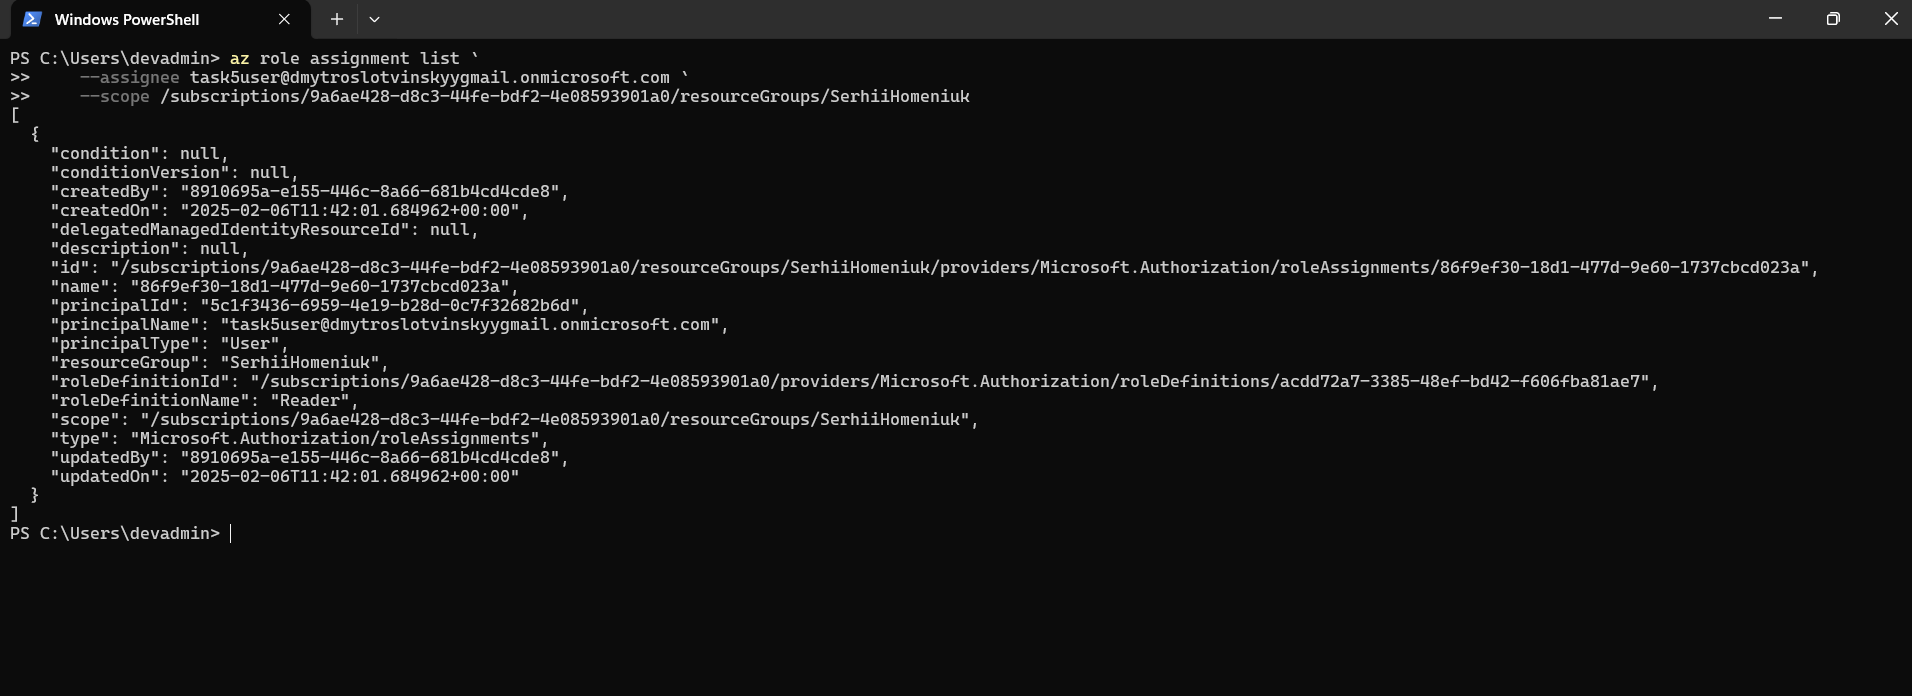 Windows PowerShell
PS C:\Users\devadmin> az role assignment list `
>>     --assignee task5user@dmytroslotvinskyygmail.onmicrosoft.com `
>>     --scope /subscriptions/9a6ae428-d8c3-44fe-bdf2-4e08593901a0/resourceGroups/SerhiiHomeniuk
[
  {
    "condition": null,
    "conditionVersion": null,
    "createdBy": "8910695a-e155-446c-8a66-681b4cd4cde8",
    "createdOn": "2025-02-06T11:42:01.684962+00:00",
    "delegatedManagedIdentityResourceId": null,
    "description": null,
    "id": "/subscriptions/9a6ae428-d8c3-44fe-bdf2-4e08593901a0/resourceGroups/SerhiiHomeniuk/providers/Microsoft.Authorization/roleAssignments/86f9ef30-18d1-477d-9e60-1737cbcd023a",
    "name": "86f9ef30-18d1-477d-9e60-1737cbcd023a",
    "principalId": "5c1f3436-6959-4e19-b28d-0c7f32682b6d",
    "principalName": "task5user@dmytroslotvinskyygmail.onmicrosoft.com",
    "principalType": "User",
    "resourceGroup": "SerhiiHomeniuk",
    "roleDefinitionId": "/subscriptions/9a6ae428-d8c3-44fe-bdf2-4e08593901a0/providers/Microsoft.Authorization/roleDefinitions/acdd72a7-3385-48ef-bd42-f606fba81ae7",
    "roleDefinitionName": "Reader",
    "scope": "/subscriptions/9a6ae428-d8c3-44fe-bdf2-4e08593901a0/resourceGroups/SerhiiHomeniuk",
    "type": "Microsoft.Authorization/roleAssignments",
    "updatedBy": "8910695a-e155-446c-8a66-681b4cd4cde8",
    "updatedOn": "2025-02-06T11:42:01.684962+00:00"
  }
]
PS C:\Users\devadmin>